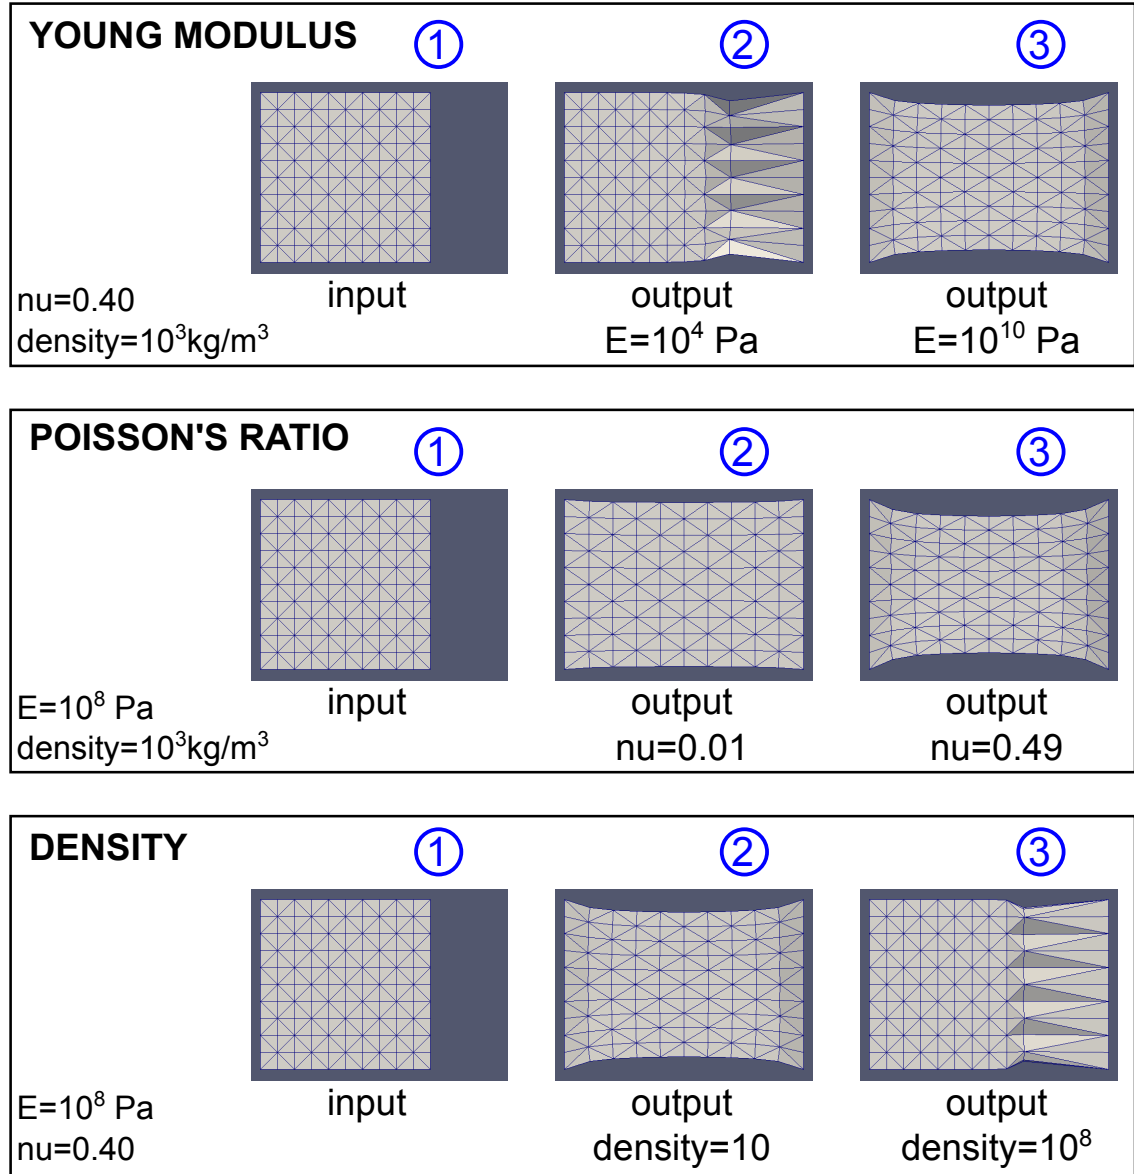 YOUNG MODULUS
① ② ③
input output output
nu=0.40
density=10³kg/m³ E=10⁴ Pa E=10¹⁰ Pa
POISSON'S RATIO
① ② ③
input output output
E=10⁸ Pa
density=10³kg/m³ nu=0.01 nu=0.49
DENSITY
① ② ③
input output output
E=10⁸ Pa
nu=0.40 density=10 density=10⁸